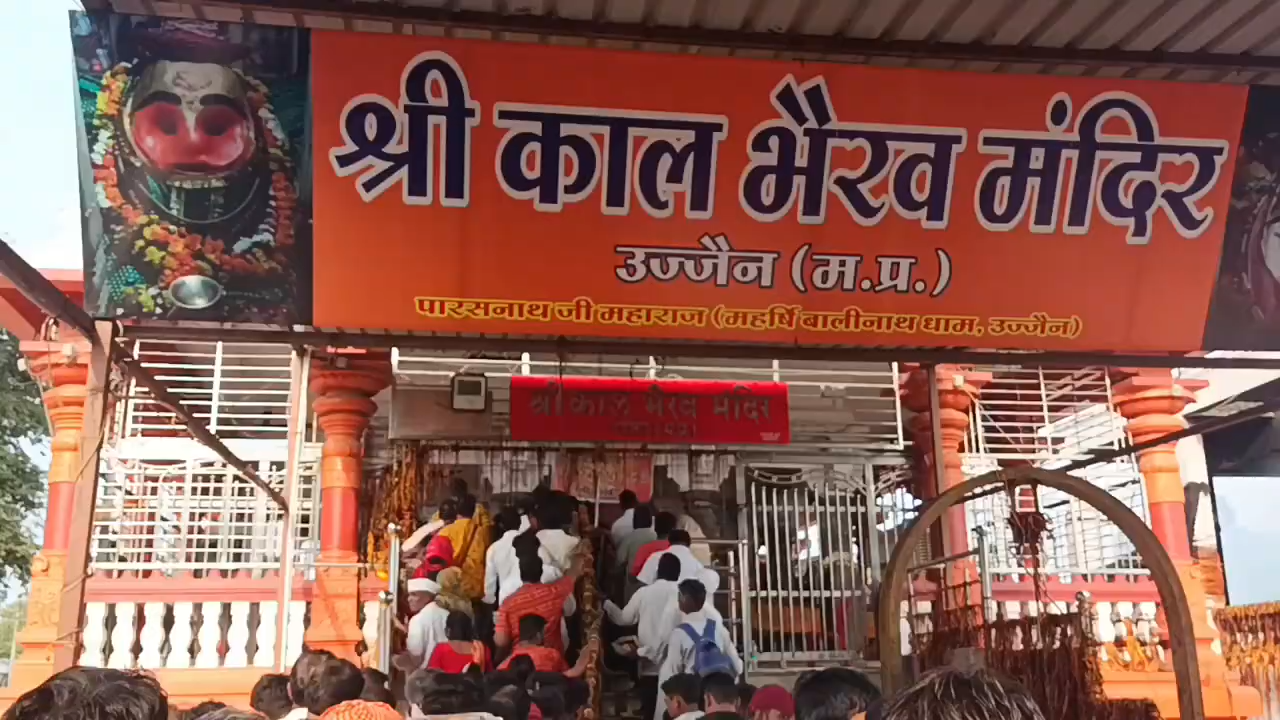 श्री काल भैरव मंदिर
उज्जैन (म.प्र.)
पारसनाथ जी महाराज (महर्षि बालीनाथ धाम, उज्जैन)
श्री काल भैरव मंदिर